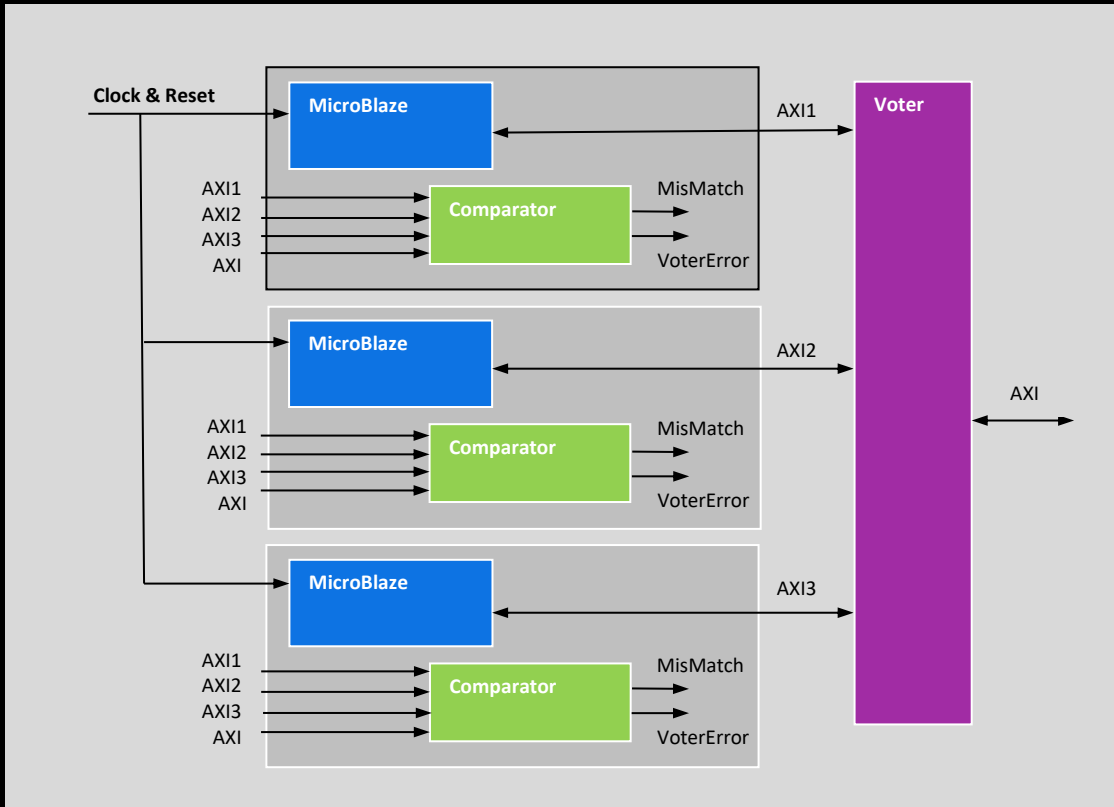 Clock & Reset
MicroBlaze
AXI1
Voter
AXI1
AXI2
AXI3
AXI
Comparator
MisMatch
VoterError
MicroBlaze
AXI2
AXI
AXI1
AXI2
AXI3
AXI
Comparator
MisMatch
VoterError
MicroBlaze
AXI3
AXI1
AXI2
AXI3
AXI
Comparator
MisMatch
VoterError